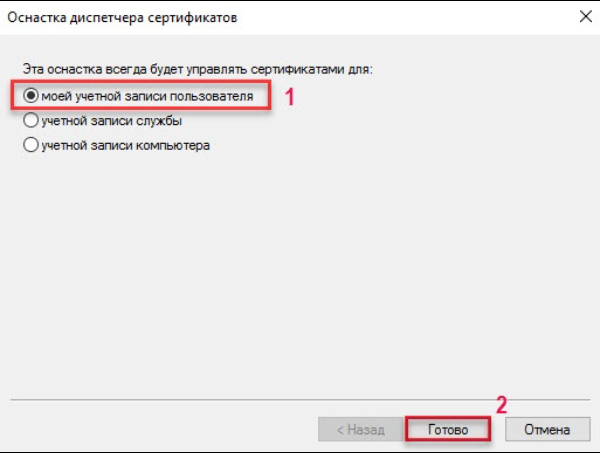 Оснастка диспетчера сертификатов
Эта оснастка всегда будет управлять сертификатами для:
моей учетной записи пользователя 1
учетной записи службы
учетной записи компьютера
2
< Назад Готово Отмена